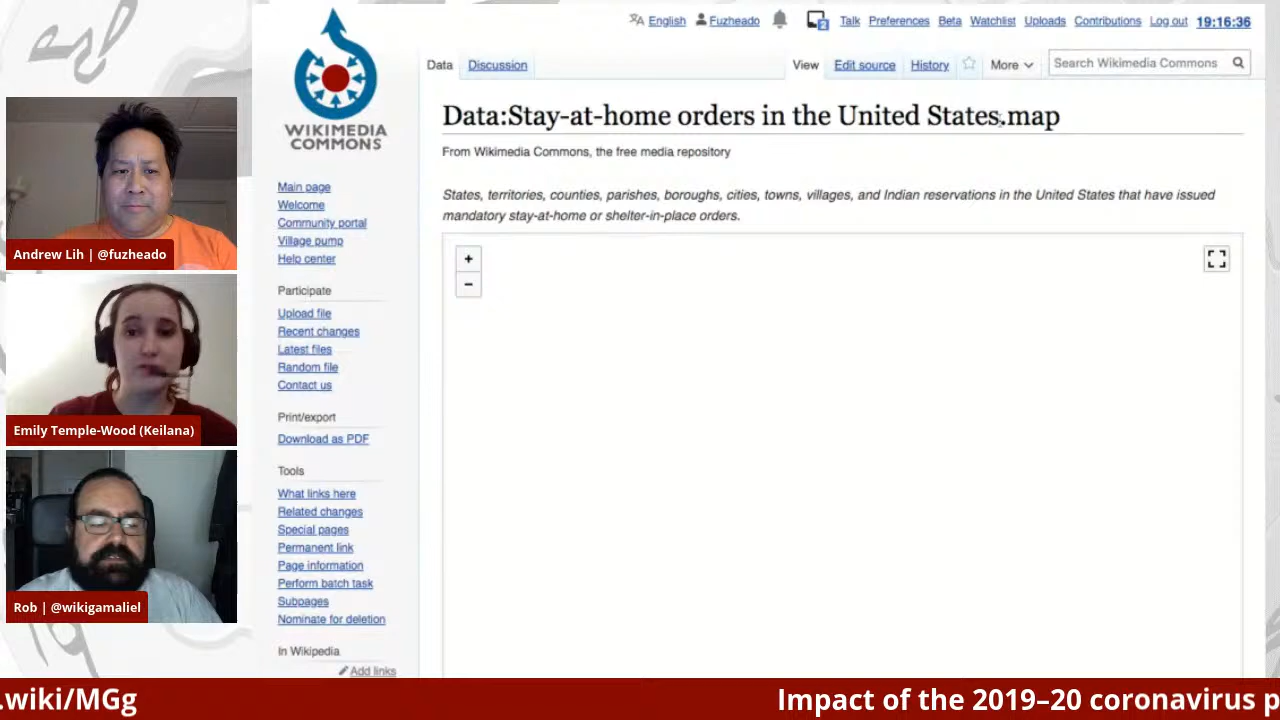 English
Fuzheado
2
Talk
Preferences
Beta
Watchlist
Uploads
Contributions
Log out
19:16:36
WIKIMEDIA
COMMONS
Data
Discussion
View
Edit source
History
More
Search Wikimedia Commons
Data:Stay-at-home orders in the United States.map
From Wikimedia Commons, the free media repository
States, territories, counties, parishes, boroughs, cities, towns, villages, and Indian reservations in the United States that have issued
mandatory stay-at-home or shelter-in-place orders.
+
−
Main page
Welcome
Community portal
Village pump
Help center
Participate
Upload file
Recent changes
Latest files
Random file
Contact us
Print/export
Download as PDF
Tools
What links here
Related changes
Special pages
Permanent link
Page information
Perform batch task
Subpages
Nominate for deletion
In Wikipedia
Add links
Andrew Lih | @fuzheado
Emily Temple-Wood (Keilana)
Rob | @wikigamaliel
.wiki/MGg
Impact of the 2019–20 coronavirus p